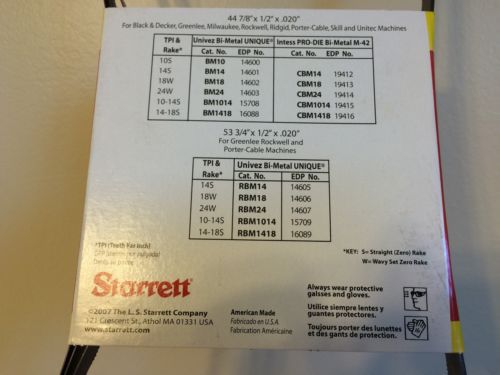 44 7/8" x 1/2" x .020"
For Black & Decker, Greenlee, Milwaukee, Rockwell, Ridgid, Porter-Cable, Skill and Unitec Machines
TPI & Rake* Univez Bi-Metal UNIQUE® Intess PRO-DIE Bi-Metal M-42
Cat. No. EDP No. Cat. No. EDP No.
10S BM10 14600
14S BM14 14601 CBM14 19412
18W BM18 14602 CBM18 19413
24W BM24 14603 CBM24 19414
10-14S BM1014 15708 CBM1014 19415
14-18S BM1418 16088 CBM1418 19416
53 3/4" x 1/2" x .020"
For Greenlee Rockwell and
Porter-Cable Machines
TPI & Rake* Univez Bi-Metal UNIQUE®
Cat. No. EDP No.
14S RBM14 14605
18W RBM18 14606
24W RBM24 14607
10-14S RBM1014 15709
14-18S RBM1418 16089
*TPI (Teeth Per Inch)
DPP (dientes por pulgada)
Dents au pouce
*KEY: S= Straight (Zero) Rake
W= Wavy Set Zero Rake
Starrett®
©2007 The L. S. Starrett Company
121 Crescent St., Athol MA 01331 USA
www.starrett.com
American Made
Fabricado en U.S.A
Fabrication Américaine
Always wear protective
galsses and gloves.
Utilice siempre lentes y
guantes protectores.
Toujours porter des lunettes
et des gants de protection.